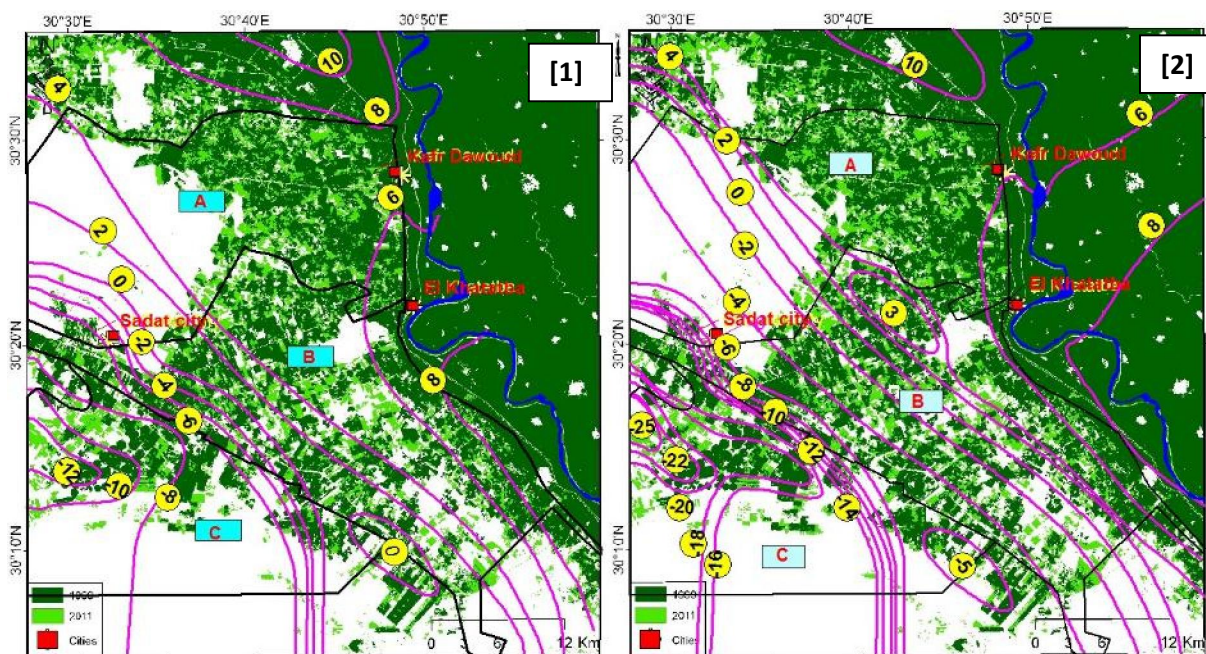 30°30'E 30°40'E 30°50'E
[1]
10
4
8
30°30'N
Kafr Dawoud
A
6
2
0
El Khatatba
Sadat city
2
30°20'N
B
-4
8
-6
-12
-10
-8
C
0
30°10'N
2011
Cities
0 3 6 12 Km
30°30'E 30°40'E 30°50'E
[2]
4
10
6
2
30°30'N
Kafr Dawoud
A
0
8
-2
-4
3
El Khatatba
Sadat city
-6
30°20'N
-8
B
-10
-25
-12
-22
-20
-14
-18
C
-16
-5
30°10'N
2011
Cities
0 3 6 12 Km